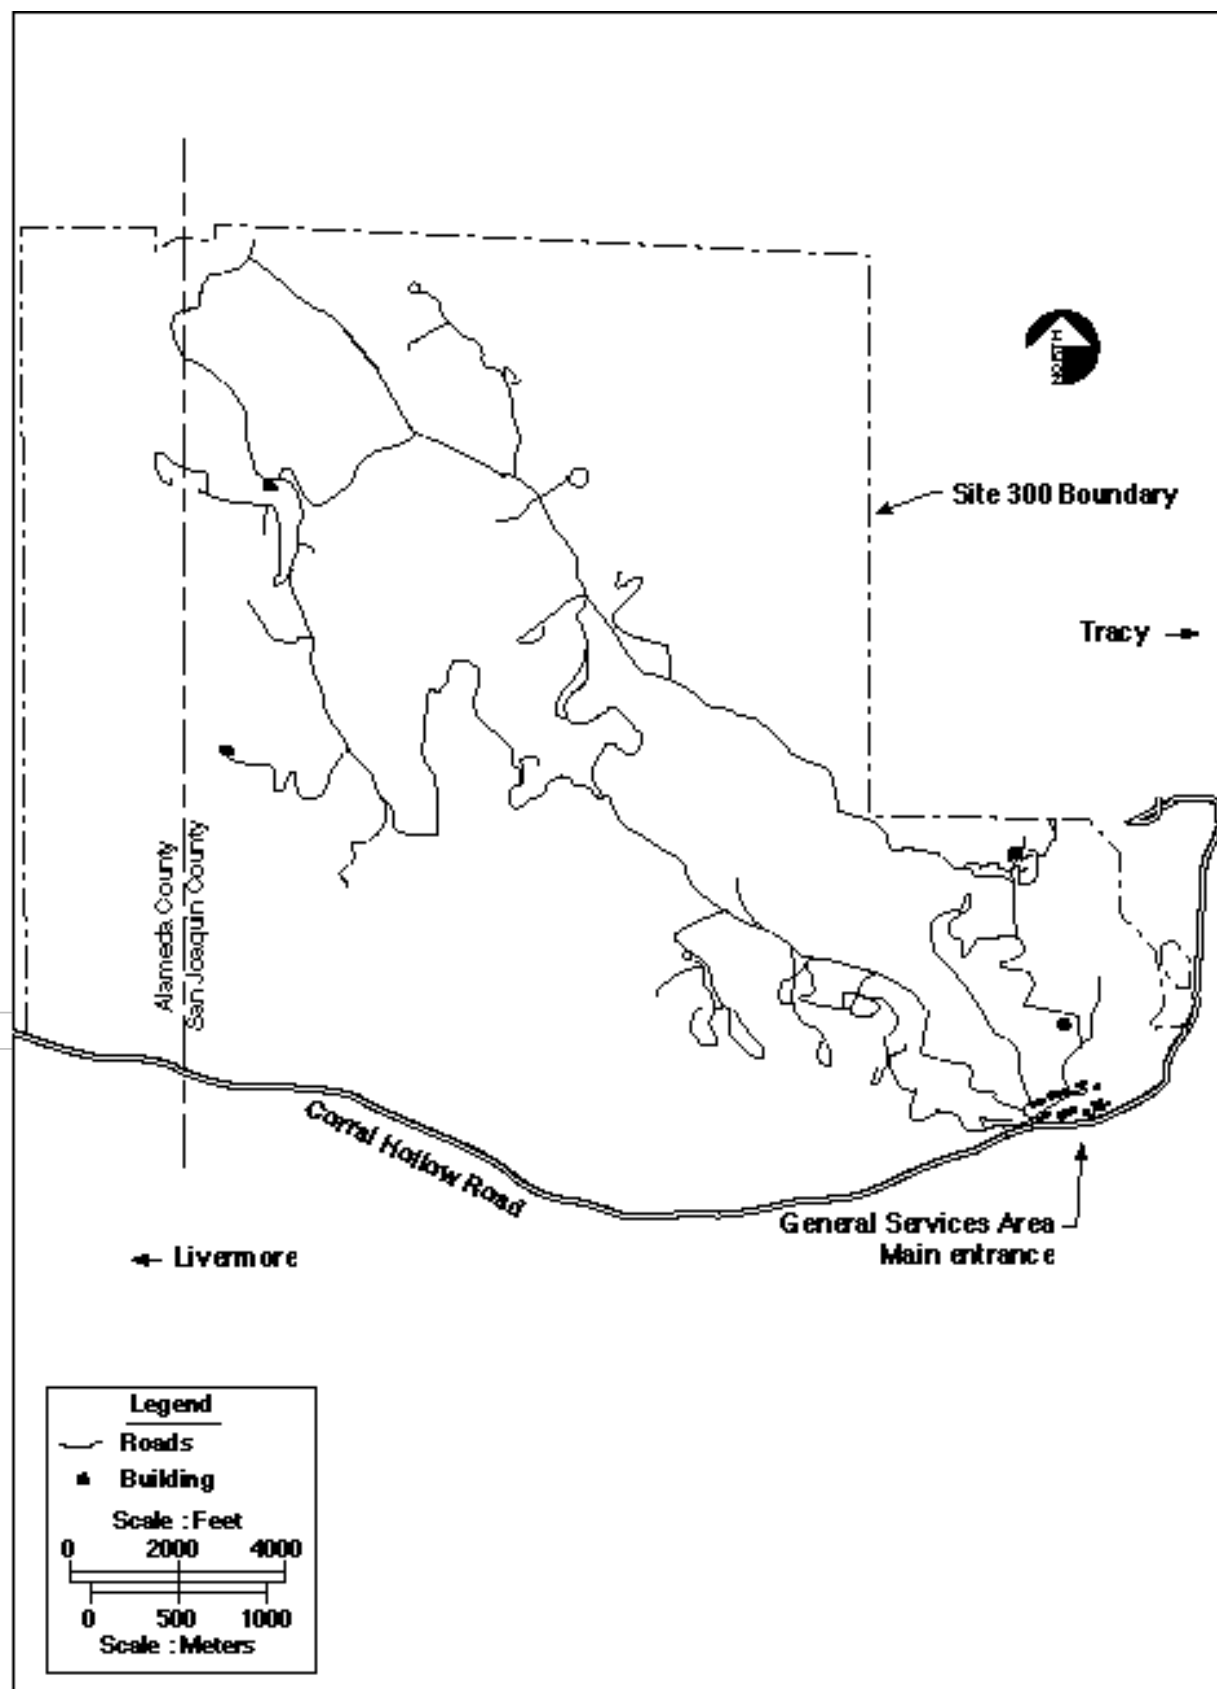 NORTH
Site 300 Boundary
Tracy
Alameda County
San Joaquin County
Corral Hollow Road
General Services Area
Main entrance
Livermore
Legend
Roads
Building
Scale : Feet
0 2000 4000
0 500 1000
Scale : Meters